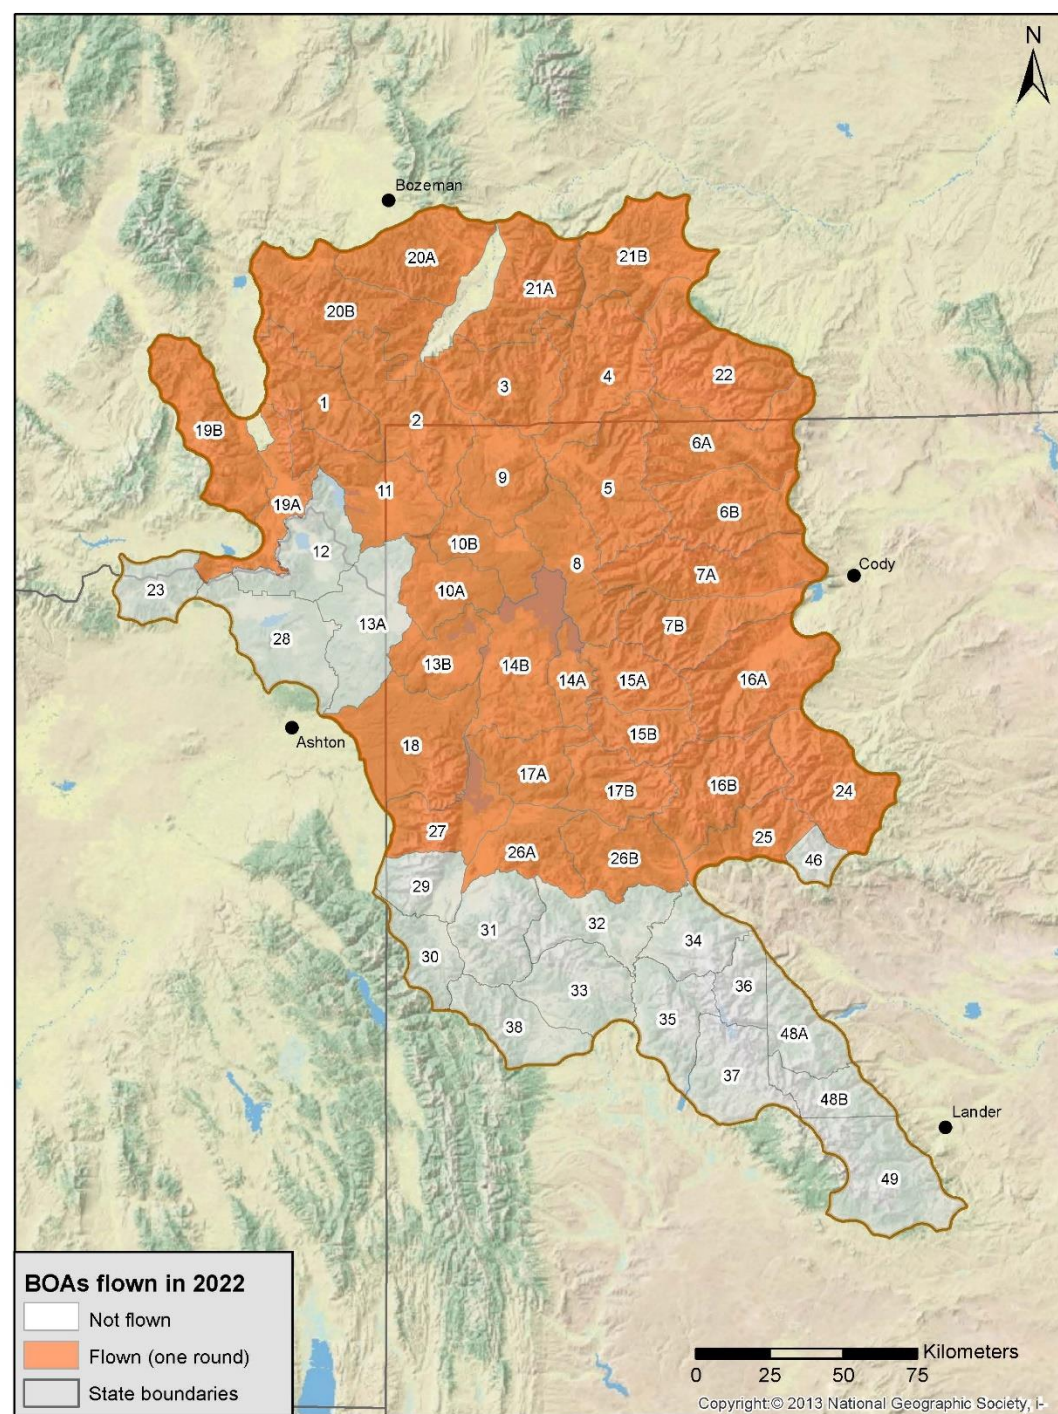 N
Bozeman
20A
21B
21A
20B
4
22
3
1
2
19B
6A
9
5
11
19A
6B
10B
12
8
7A
Cody
23
10A
13A
7B
28
13B
14B
14A
15A
16A
15B
Ashton
18
17A
16B
17B
24
27
25
26A
26B
46
29
32
31
34
30
36
33
35
38
48A
37
48B
Lander
49
BOAs flown in 2022
Not flown
Flown (one round)
State boundaries
Kilometers
0 25 50 75
Copyright:© 2013 National Geographic Society, i-